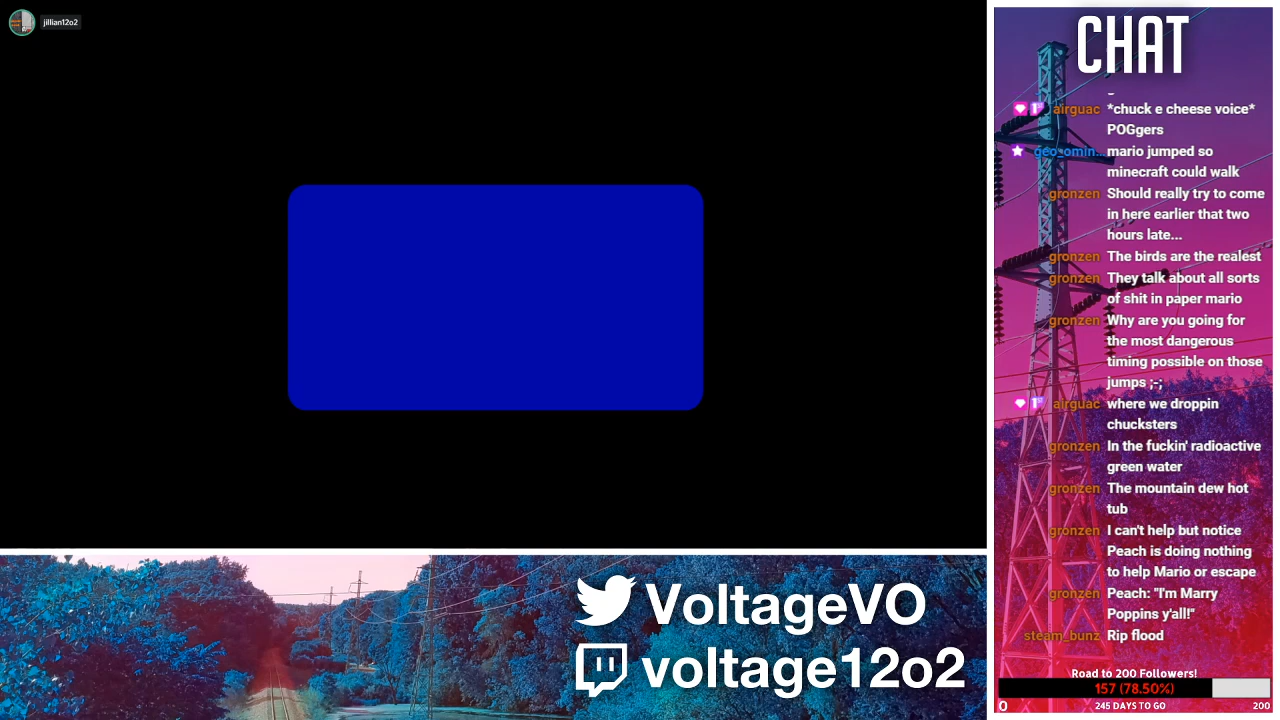 jillian12o2
CHAT
airguac *chuck e cheese voice*
POGgers
geo_omin... mario jumped so
minecraft could walk
gronzen Should really try to come
in here earlier that two
hours late...
gronzen The birds are the realest
gronzen They talk about all sorts
of shit in paper mario
gronzen Why are you going for
the most dangerous
timing possible on those
jumps ;-;
airguac where we droppin
chucksters
gronzen In the fuckin' radioactive
green water
gronzen The mountain dew hot
tub
gronzen I can't help but notice
Peach is doing nothing
to help Mario or escape
gronzen Peach: "I'm Marry
Poppins y'all!"
steam_bunz Rip flood
Road to 200 Followers!
157 (78.50%)
0 245 DAYS TO GO 200
VoltageVO
voltage12o2